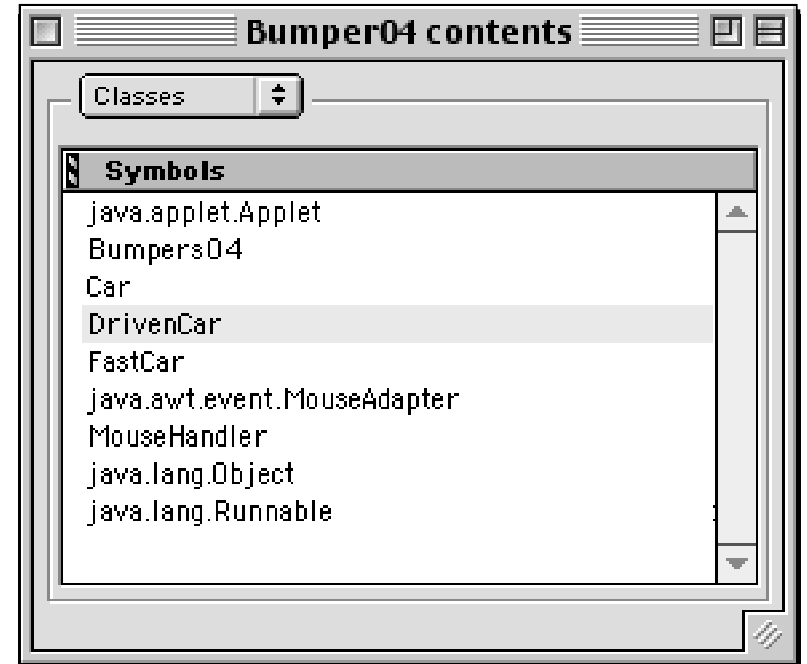 Bumper04 contents
Classes
Symbols
java.applet.Applet
Bumpers04
Car
DrivenCar
FastCar
java.awt.event.MouseAdapter
MouseHandler
java.lang.Object
java.lang.Runnable